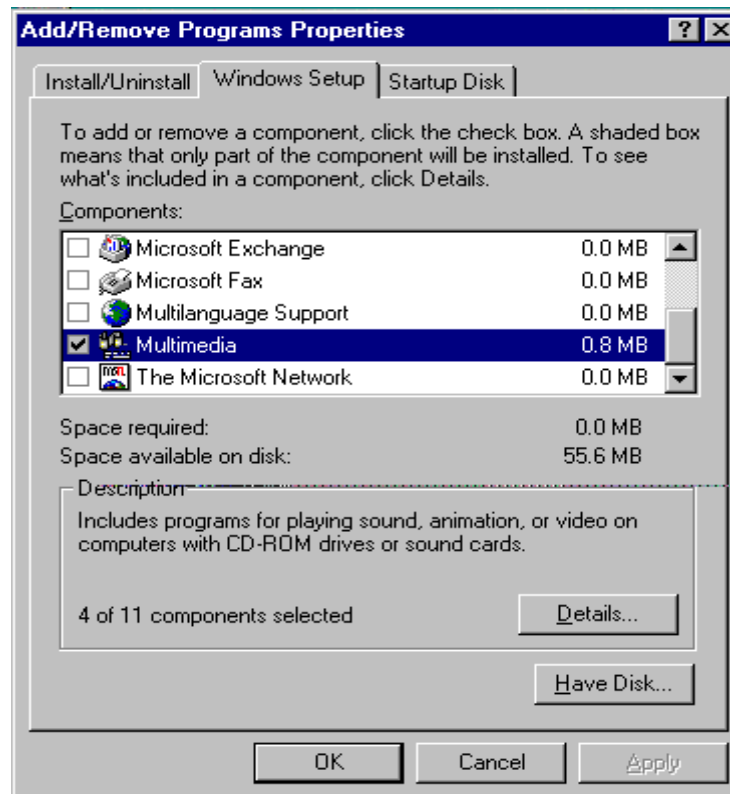 Add/Remove Programs Properties
Install/Uninstall Windows Setup Startup Disk
To add or remove a component, click the check box. A shaded box
means that only part of the component will be installed. To see
what's included in a component, click Details.
Components:
Microsoft Exchange 0.0 MB
Microsoft Fax 0.0 MB
Multilanguage Support 0.0 MB
Multimedia 0.8 MB
The Microsoft Network 0.0 MB
Space required: 0.0 MB
Space available on disk: 55.6 MB
Description
Includes programs for playing sound, animation, or video on
computers with CD-ROM drives or sound cards.
4 of 11 components selected Details...
Have Disk...
OK Cancel Apply